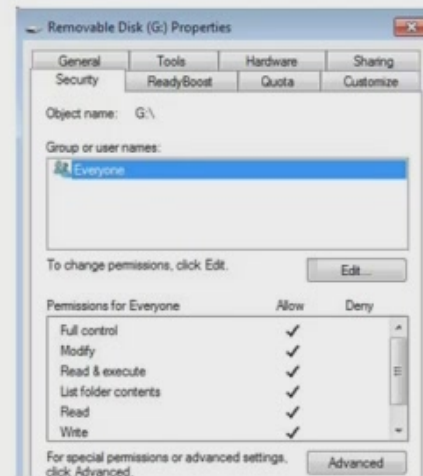 Removable Disk (G:) Properties
General Tools Hardware Sharing
Security ReadyBoost Quota Customize
Object name: G:\
Group or user names:
Everyone
To change permissions, click Edit.
Edit...
Permissions for Everyone Allow Deny
Full control
Modify
Read & execute
List folder contents
Read
Write
For special permissions or advanced settings,
click Advanced.
Advanced